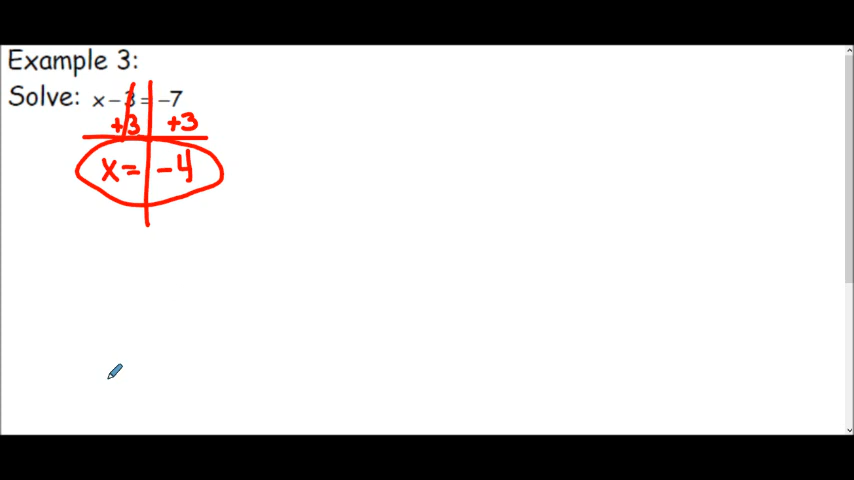 Example 3:
Solve: x − 3 = −7
+3 +3
x = −4